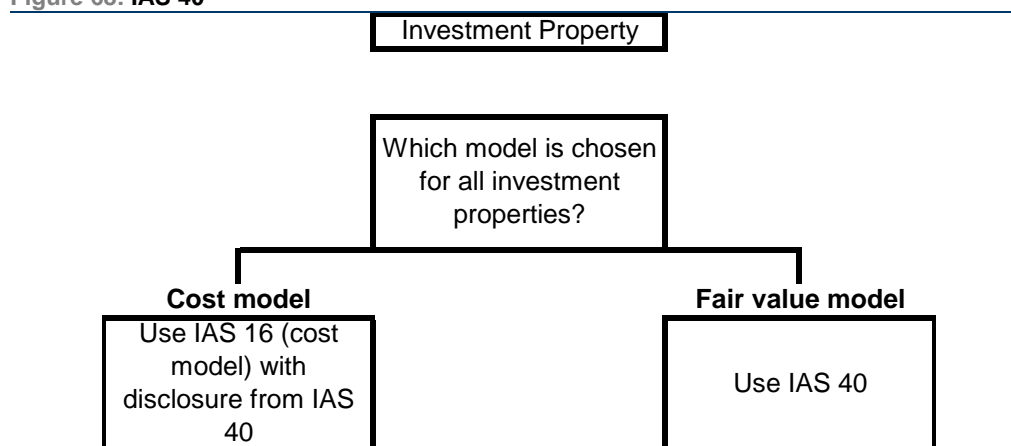 Investment Property
Which model is chosen
for all investment
properties?
Cost model
Fair value model
Use IAS 16 (cost
model) with
disclosure from IAS
40
Use IAS 40